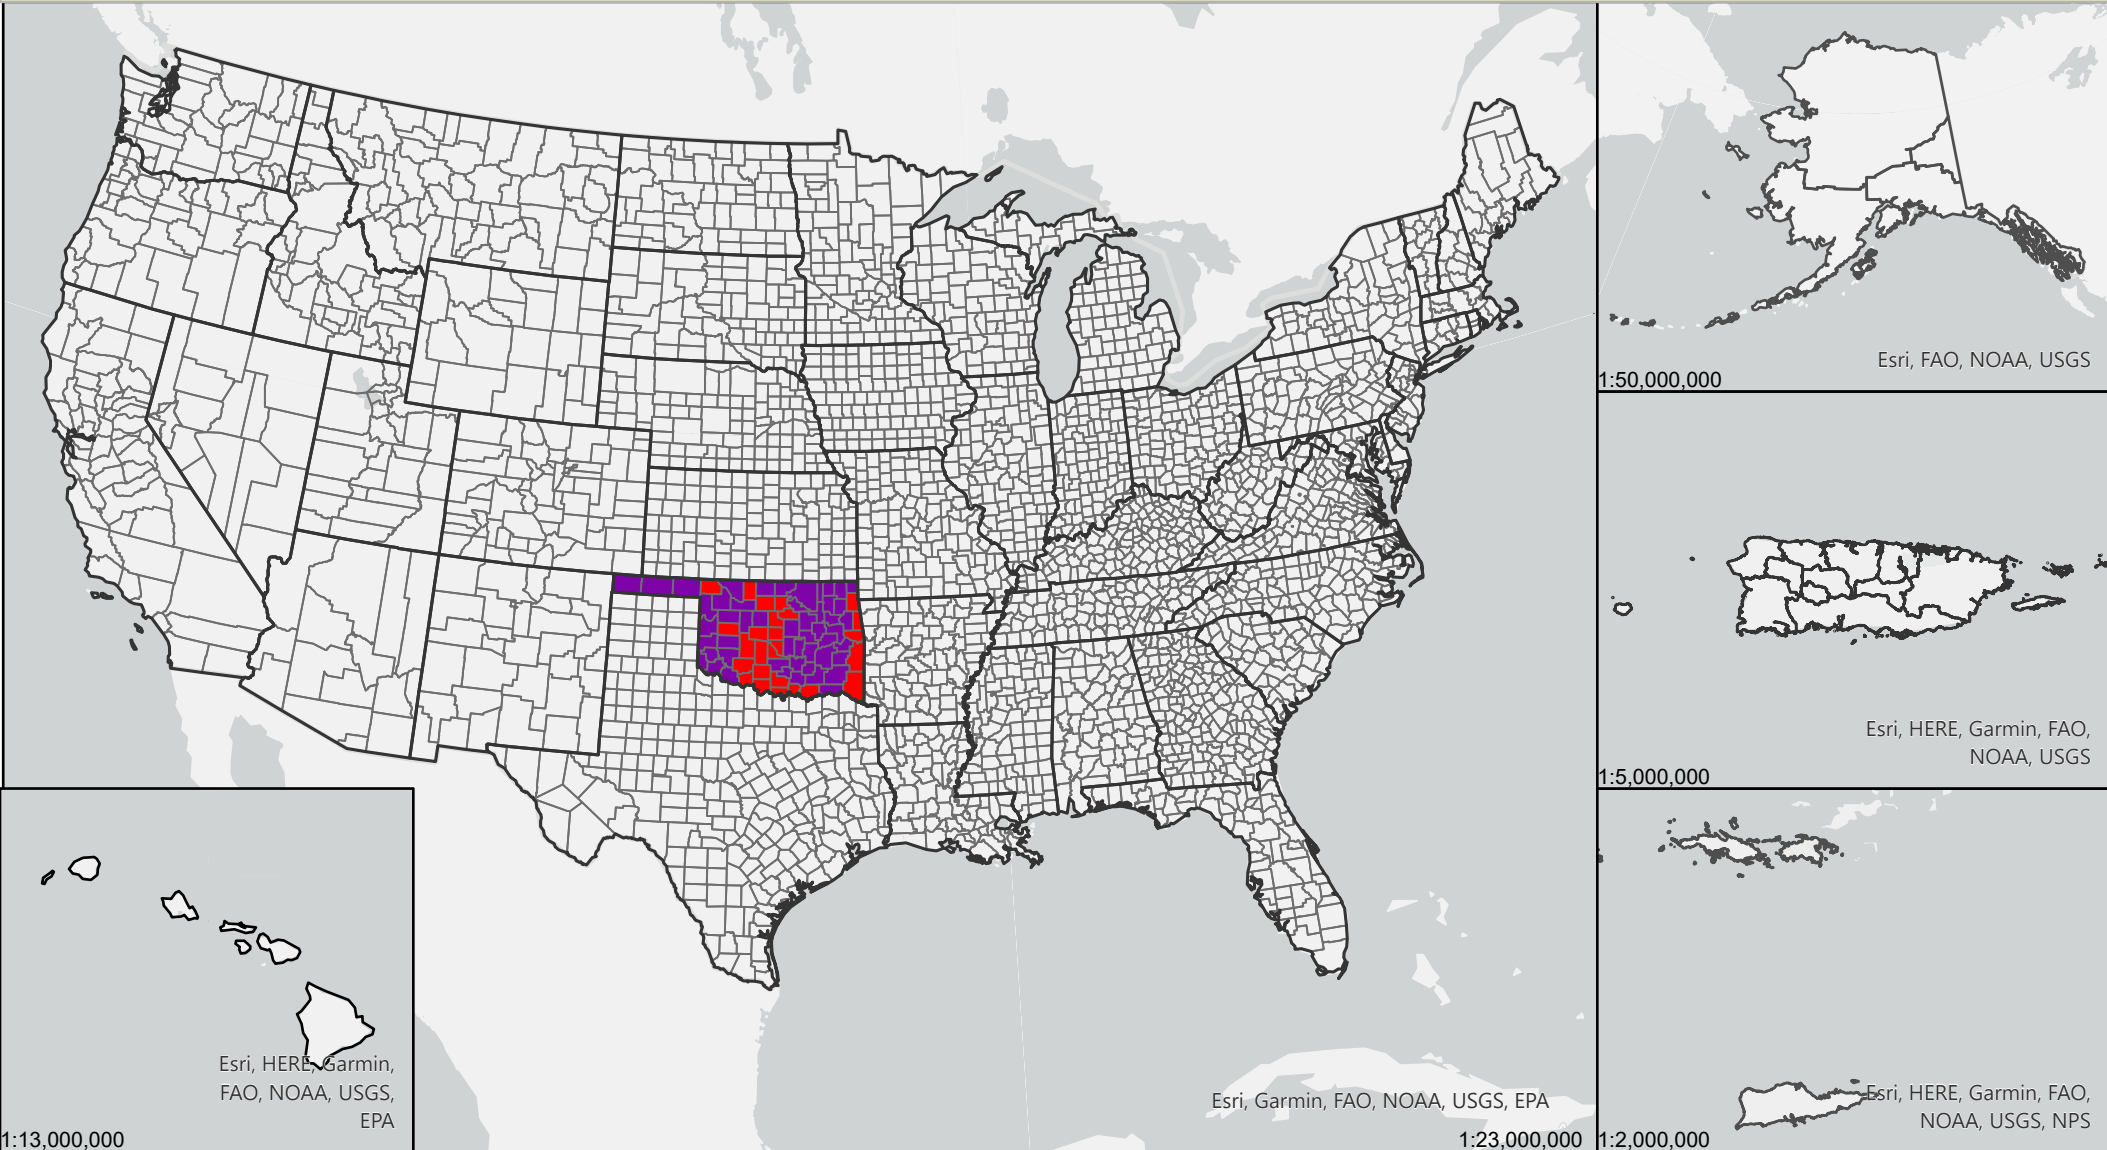 Esri, FAO, NOAA, USGS
1:50,000,000
Esri, HERE, Garmin, FAO,
NOAA, USGS
1:5,000,000
Esri, HERE, Garmin,
FAO, NOAA, USGS,
EPA
1:13,000,000
Esri, Garmin, FAO, NOAA, USGS, EPA
1:23,000,000
Esri, HERE, Garmin, FAO,
NOAA, USGS, NPS
1:2,000,000